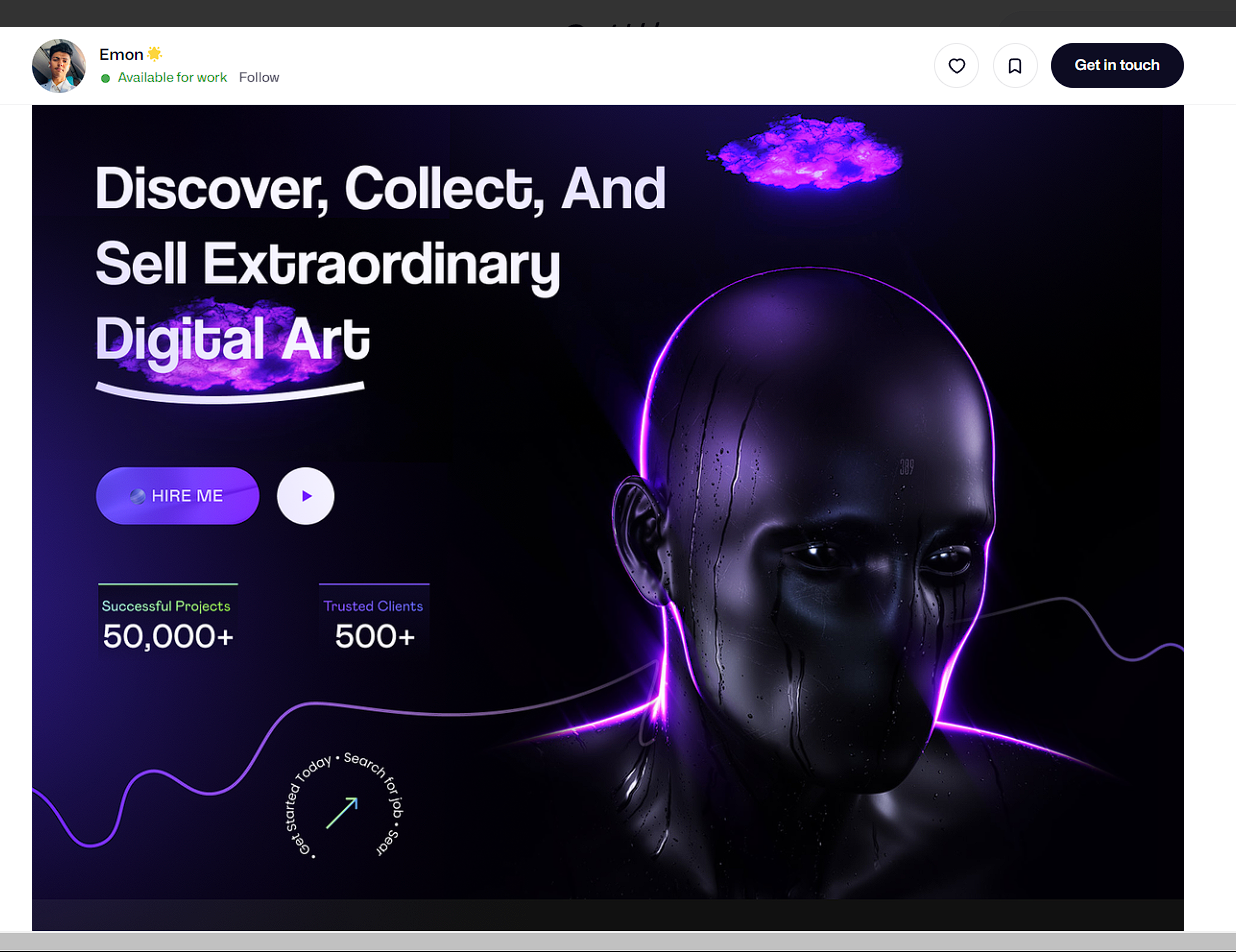 Emon
Available for work Follow
Get in touch
Discover, Collect, And
Sell Extraordinary
Digital Art
HIRE ME
Successful Projects
50,000+
Trusted Clients
500+
389
• Get Started Today • Search for job • Sear